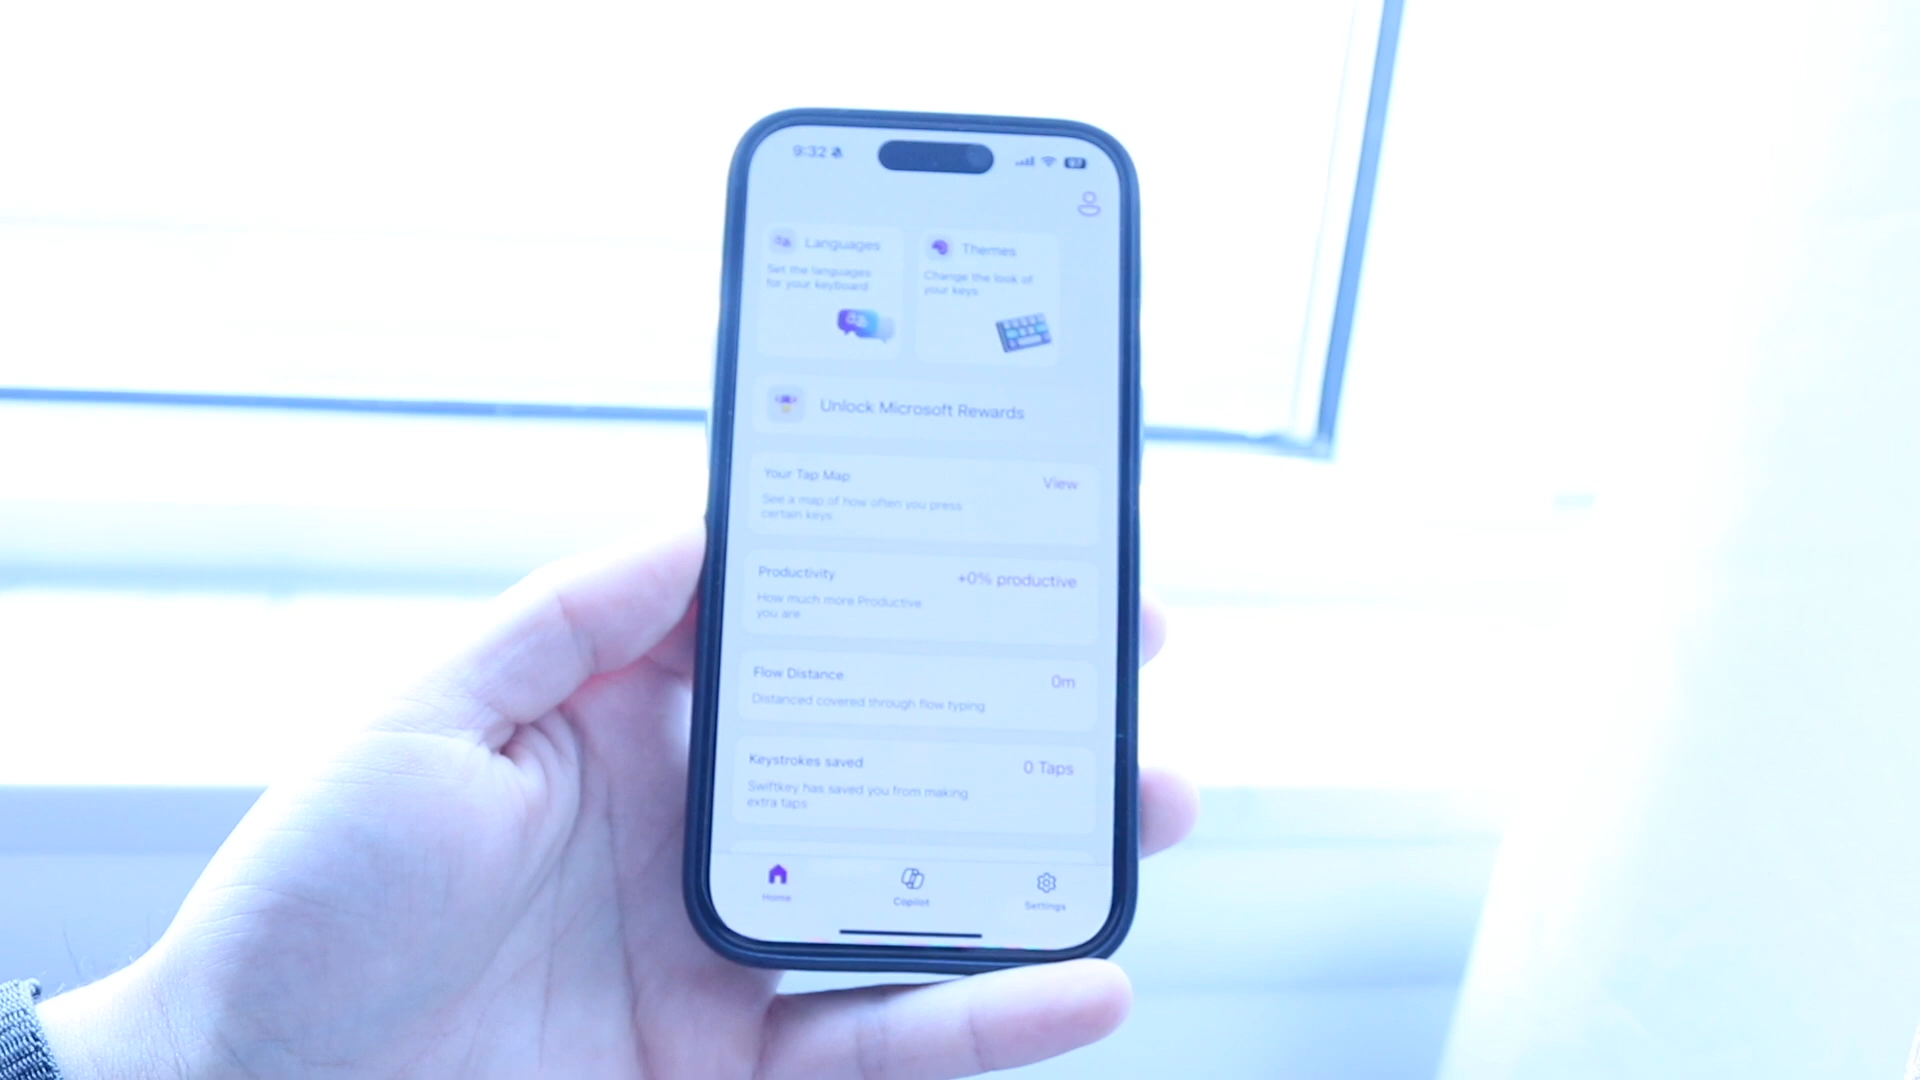 9:32
97
Languages
Set the languages
for your keyboard
Themes
Change the look of
your keys
Unlock Microsoft Rewards
Your Tap Map
View
See a map of how often you press
certain keys
Productivity
+0% productive
How much more Productive
you are
Flow Distance
0m
Distanced covered through flow typing
Keystrokes saved
0 Taps
Swiftkey has saved you from making
extra taps
Home
Copilot
Settings